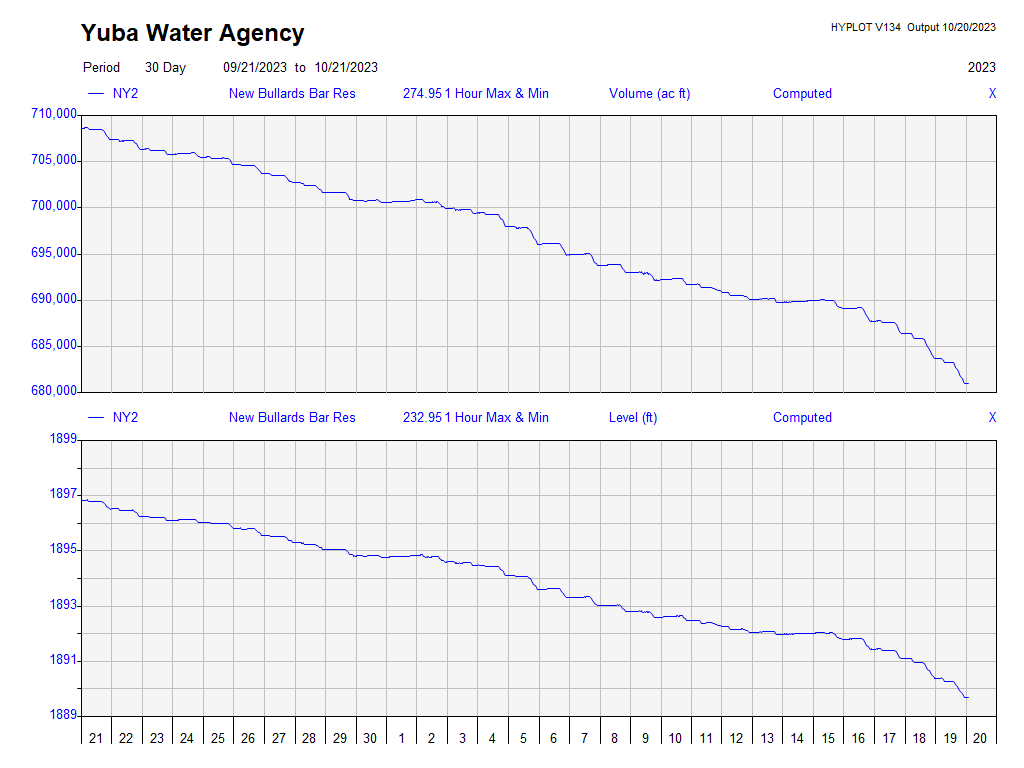 Yuba Water Agency
HYPLOT V134 Output 10/20/2023
Period 30 Day 09/21/2023 to 10/21/2023 2023
NY2 New Bullards Bar Res 274.95 1 Hour Max & Min Volume (ac ft) Computed X
710,000
705,000
700,000
695,000
690,000
685,000
680,000
NY2 New Bullards Bar Res 232.95 1 Hour Max & Min Level (ft) Computed X
1899
1897
1895
1893
1891
1889
21 22 23 24 25 26 27 28 29 30 1 2 3 4 5 6 7 8 9 10 11 12 13 14 15 16 17 18 19 20